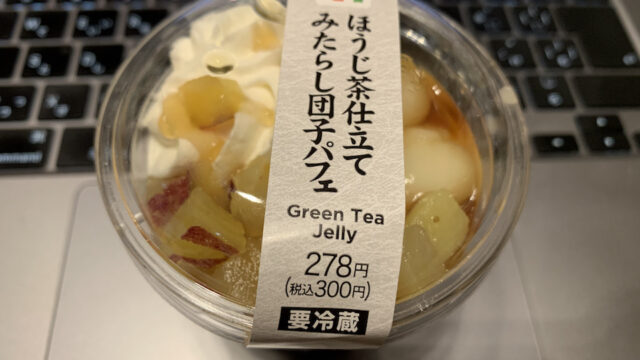 ほうじ茶仕立て
みたらし団子パフェ
Green Tea
Jelly
278円
(税込300円)
要冷蔵